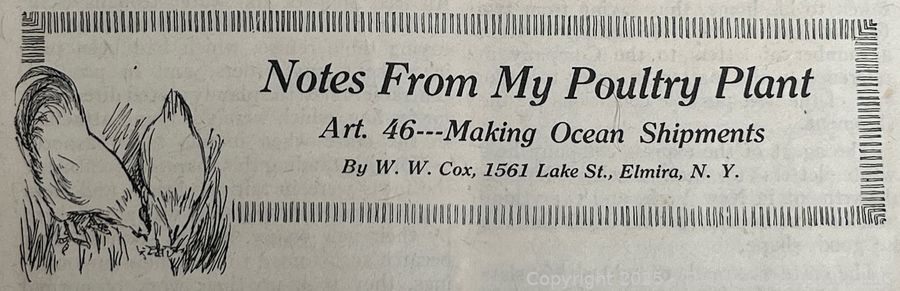 Notes From My Poultry Plant
Art. 46---Making Ocean Shipments
By W. W. Cox, 1561 Lake St., Elmira, N. Y.
Copyright 2025